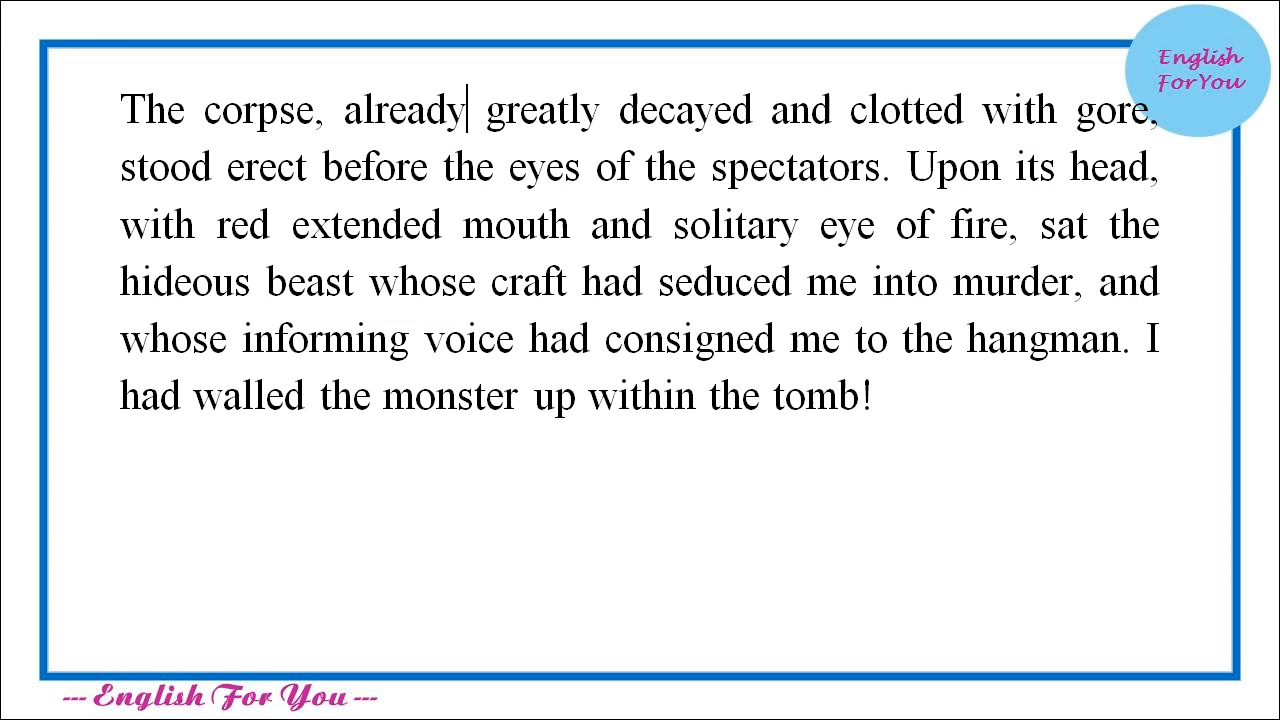 English
ForYou
The corpse, already greatly decayed and clotted with gore,
stood erect before the eyes of the spectators. Upon its head,
with red extended mouth and solitary eye of fire, sat the
hideous beast whose craft had seduced me into murder, and
whose informing voice had consigned me to the hangman. I
had walled the monster up within the tomb!
--- English For You ---